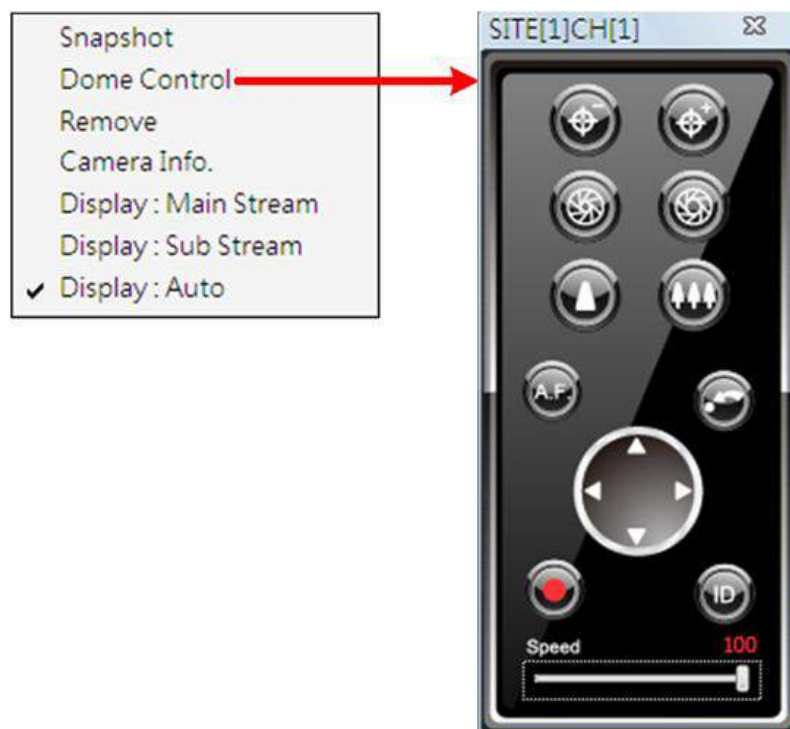 Snapshot
Dome Control
Remove
Camera Info.
Display : Main Stream
Display : Sub Stream
✔ Display : Auto
SITE[1]CH[1]
A.F.
ID
Speed 100